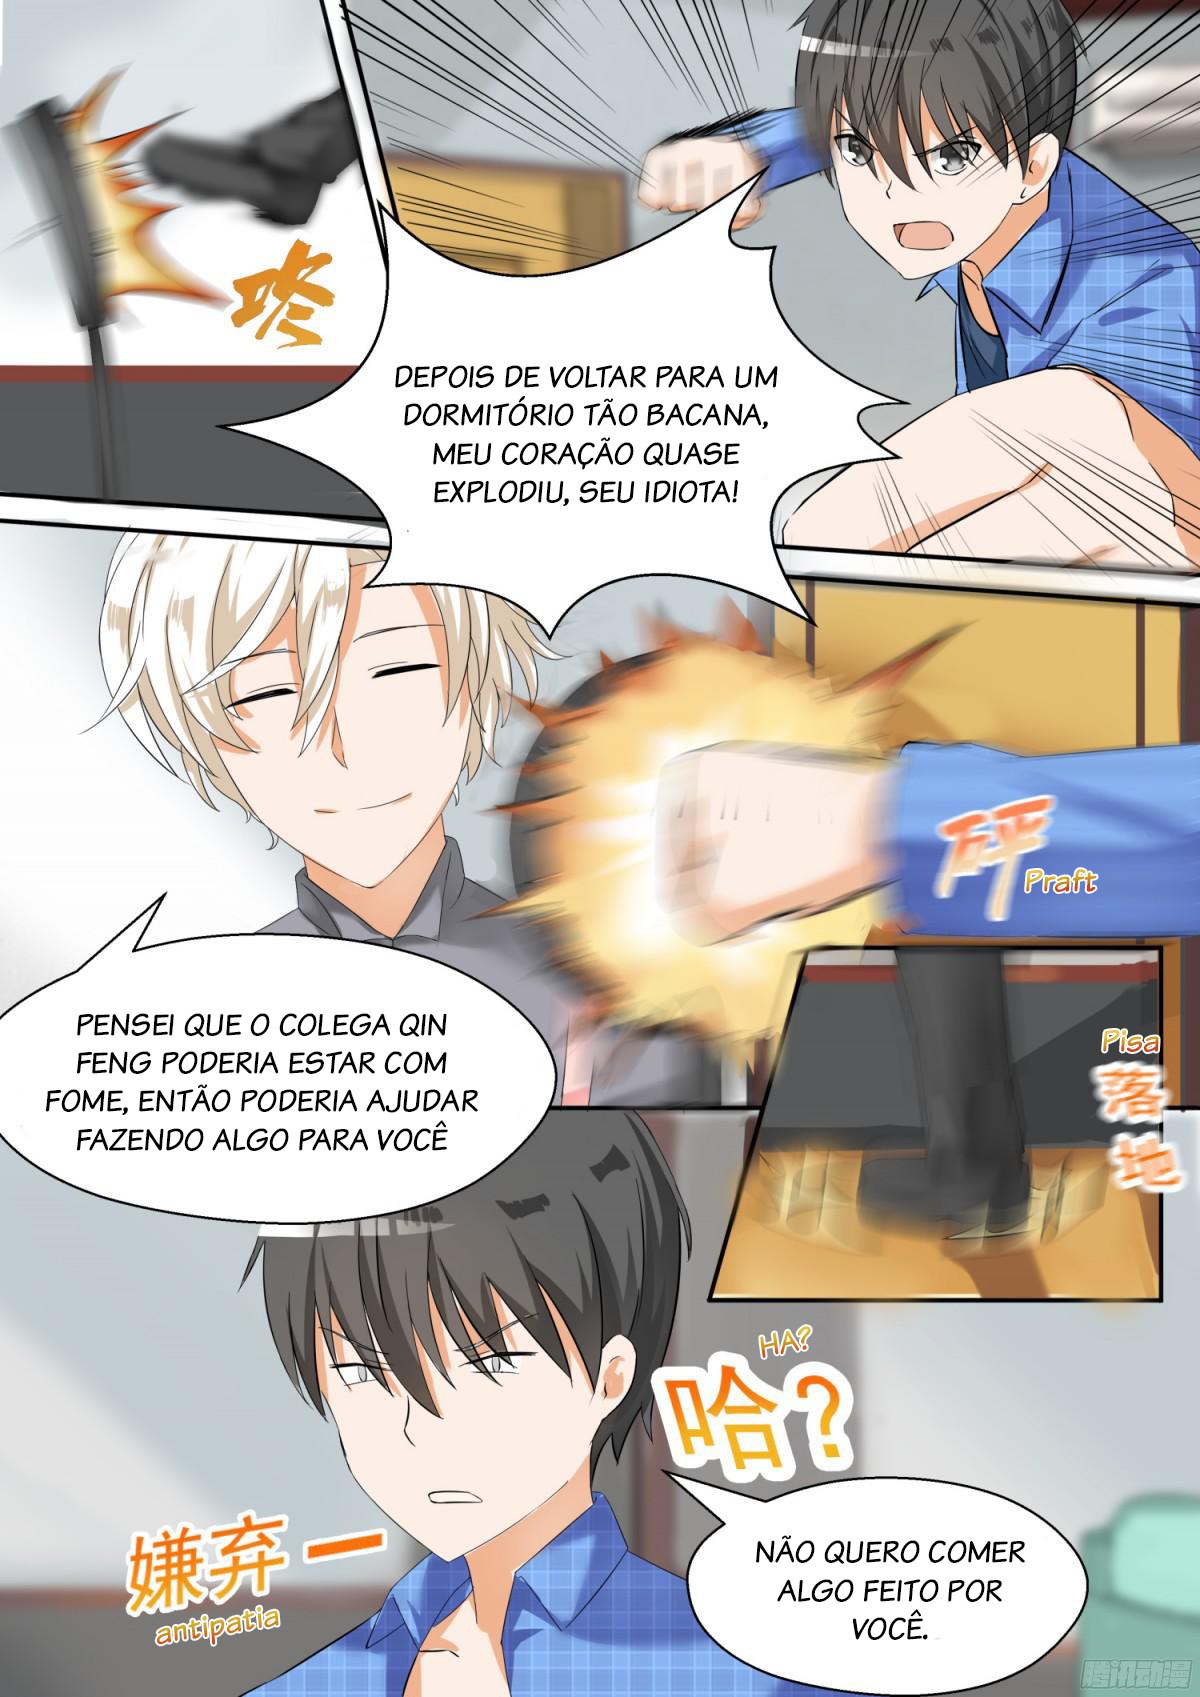 咚
DEPOIS DE VOLTAR PARA UM
DORMITÓRIO TÃO BACANA,
MEU CORAÇÃO QUASE
EXPLODIU, SEU IDIOTA!
砰
Praft
PENSEI QUE O COLEGA QIN
FENG PODERIA ESTAR COM
FOME, ENTÃO PODERIA AJUDAR
FAZENDO ALGO PARA VOCÊ
Pisa
落
地
HA?
哈?
嫌弃一
antipatia
NÃO QUERO COMER
ALGO FEITO POR
VOCÊ.
腾讯动漫